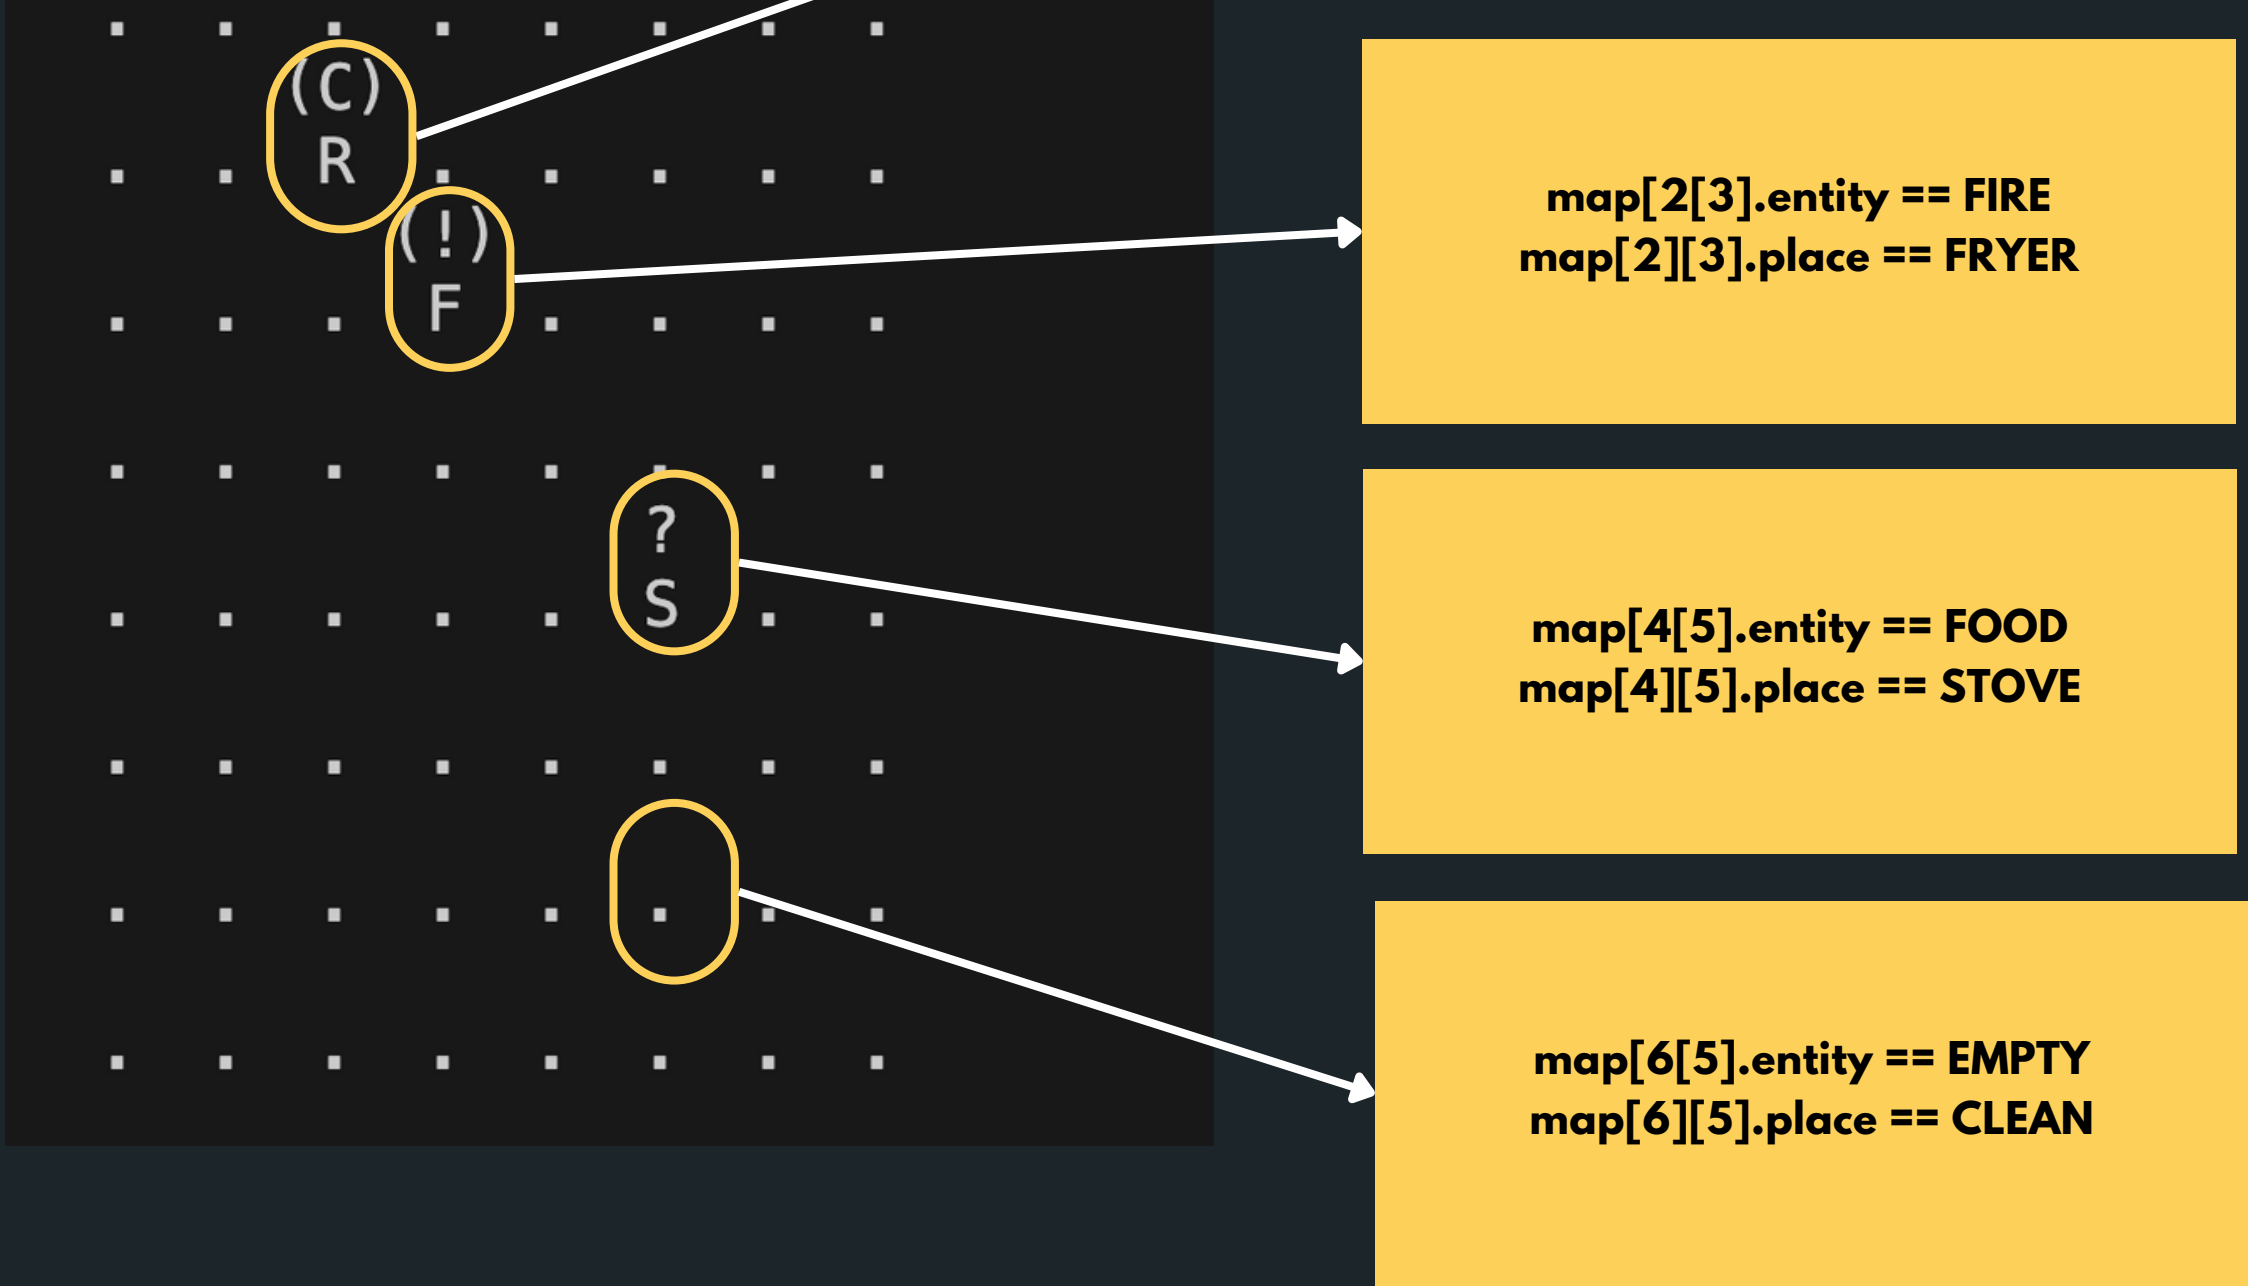 (C)
R
(!)
F
?
S
map[2[3].entity == FIRE
map[2][3].place == FRYER
map[4[5].entity == FOOD
map[4][5].place == STOVE
map[6[5].entity == EMPTY
map[6][5].place == CLEAN